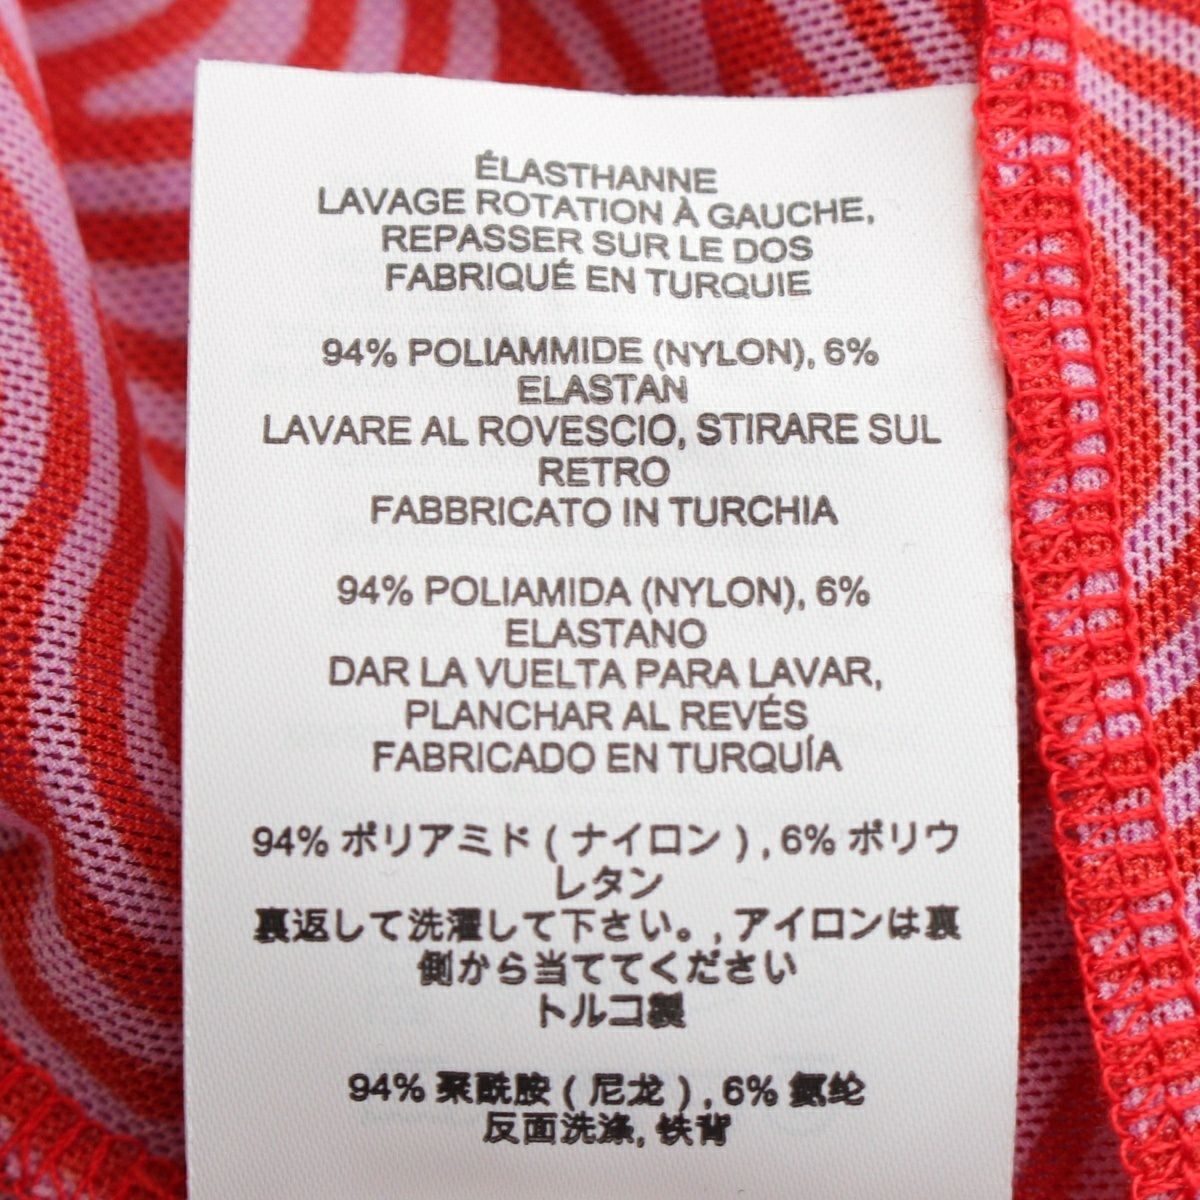 ÉLASTHANNE
LAVAGE ROTATION À GAUCHE,
REPASSER SUR LE DOS
FABRIQUÉ EN TURQUIE
94% POLIAMMIDE (NYLON), 6%
ELASTAN
LAVARE AL ROVESCIO, STIRARE SUL
RETRO
FABBRICATO IN TURCHIA
94% POLIAMIDA (NYLON), 6%
ELASTANO
DAR LA VUELTA PARA LAVAR,
PLANCHAR AL REVÉS
FABRICADO EN TURQUÍA
94% ポリアミド ( ナイロン ) , 6% ポリウ
レタン
裏返して洗濯して下さい。, アイロンは裏
側から当ててください
トルコ製
94% 聚酰胺 ( 尼龙 ) , 6% 氨纶
反面洗涤, 铁背